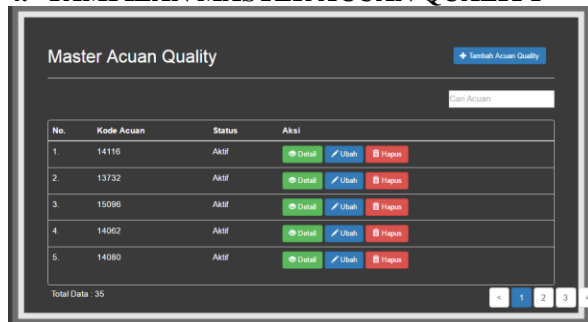 Master Acuan Quality
Tambah Acuan Quality
Cari Acuan
No. Kode Acuan Status Aksi
1. 14116 Aktif Detail Ubah Hapus
2. 13732 Aktif Detail Ubah Hapus
3. 15096 Aktif Detail Ubah Hapus
4. 14062 Aktif Detail Ubah Hapus
5. 14080 Aktif Detail Ubah Hapus
Total Data : 35
< 1 2 3